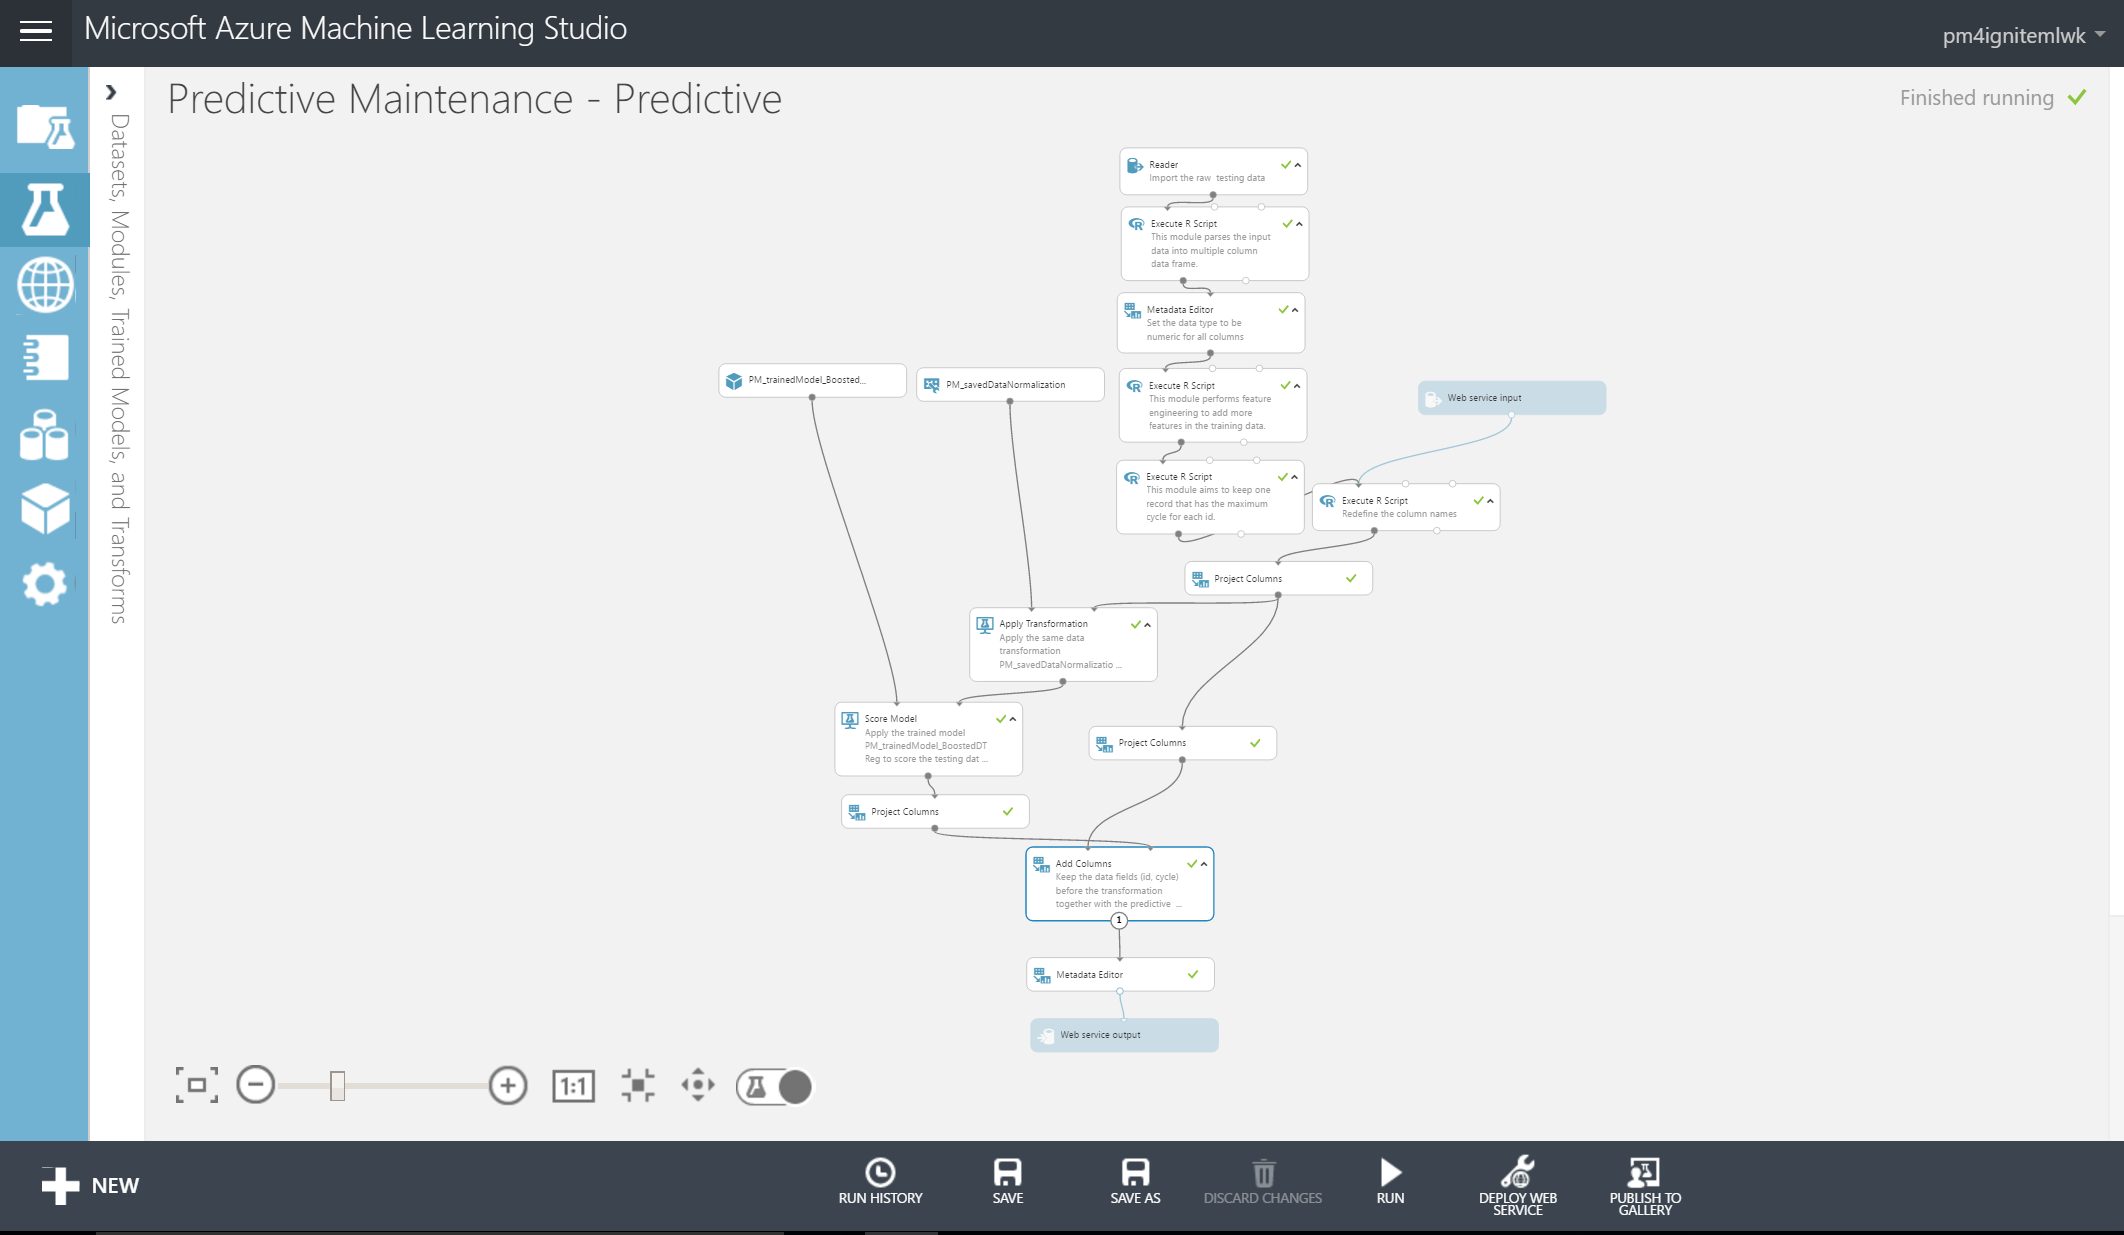 Microsoft Azure Machine Learning Studio
pm4ignitemlwk
Datasets, Modules, Trained Models, and Transforms
Predictive Maintenance - Predictive
Finished running
Reader
Import the raw testing data
Execute R Script
This module parses the input
data into multiple column
data frame.
Metadata Editor
Set the data type to be
numeric for all columns
PM_trainedModel_Boosted...
PM_savedDataNormalization
Execute R Script
This module performs feature
engineering to add more
features in the training data.
Web service input
Execute R Script
This module aims to keep one
record that has the maximum
cycle for each id.
Execute R Script
Redefine the column names
Project Columns
Apply Transformation
Apply the same data
transformation
PM_savedDataNormalizatio ...
Score Model
Apply the trained model
PM_trainedModel_BoostedDT
Reg to score the testing dat ...
Project Columns
Project Columns
Add Columns
Keep the data fields (id, cycle)
before the transformation
together with the predictive ...
1
Metadata Editor
Web service output
1:1
NEW
RUN HISTORY
SAVE
SAVE AS
DISCARD CHANGES
RUN
DEPLOY WEB
SERVICE
PUBLISH TO
GALLERY